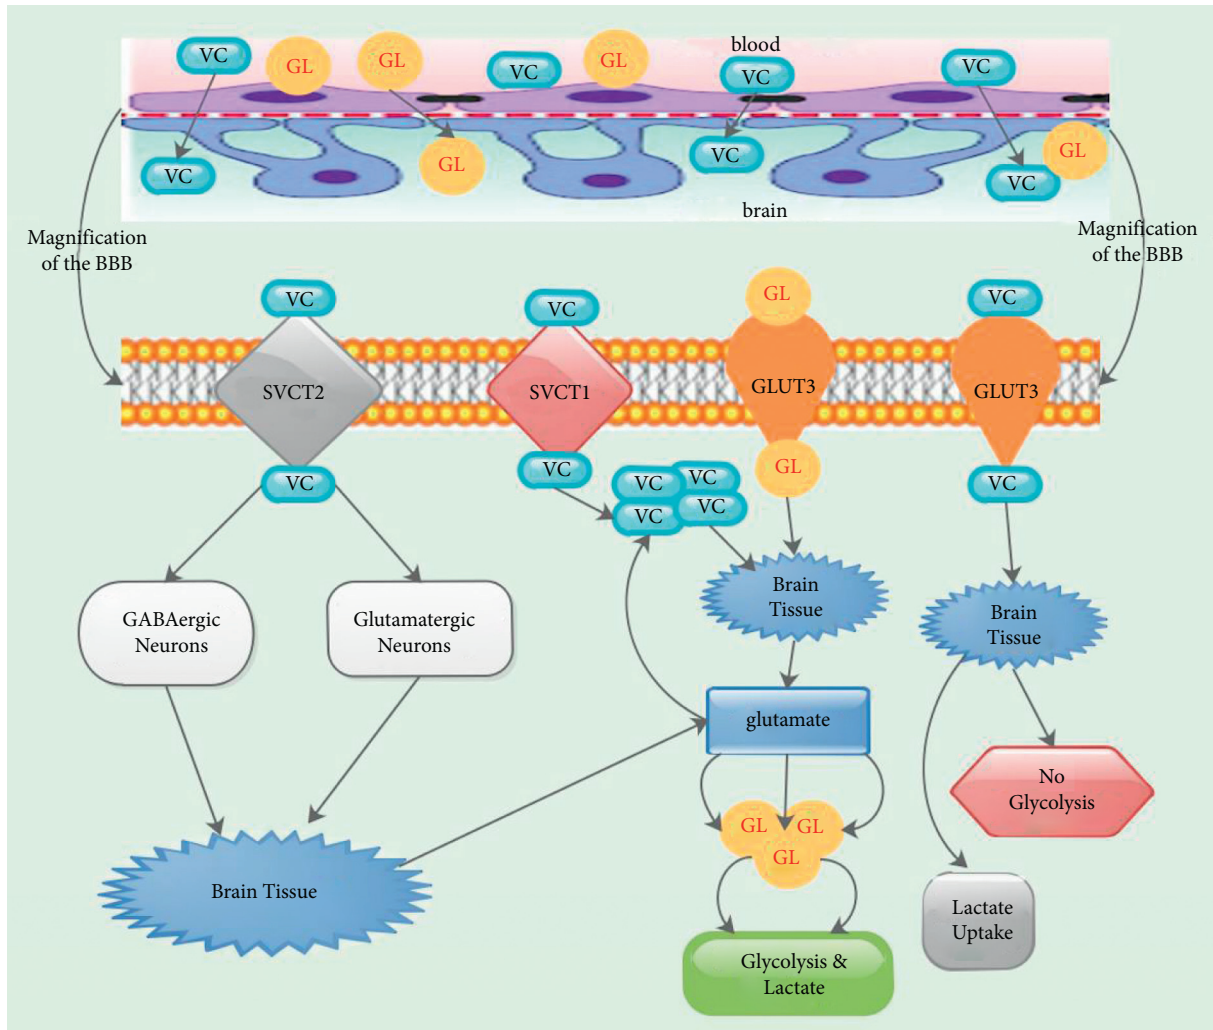 blood
VC
GL
GL
VC
GL
VC
VC
VC
GL
VC
GL
VC
brain
Magnification
of the BBB
Magnification
of the BBB
VC
VC
GL
VC
SVCT2
SVCT1
GLUT3
GLUT3
VC
VC
GL
VC
VC
VC
VC
VC
GABAergic
Neurons
Glutamatergic
Neurons
Brain
Tissue
Brain
Tissue
glutamate
No
Glycolysis
GL
GL
GL
Brain Tissue
Lactate
Uptake
Glycolysis &
Lactate